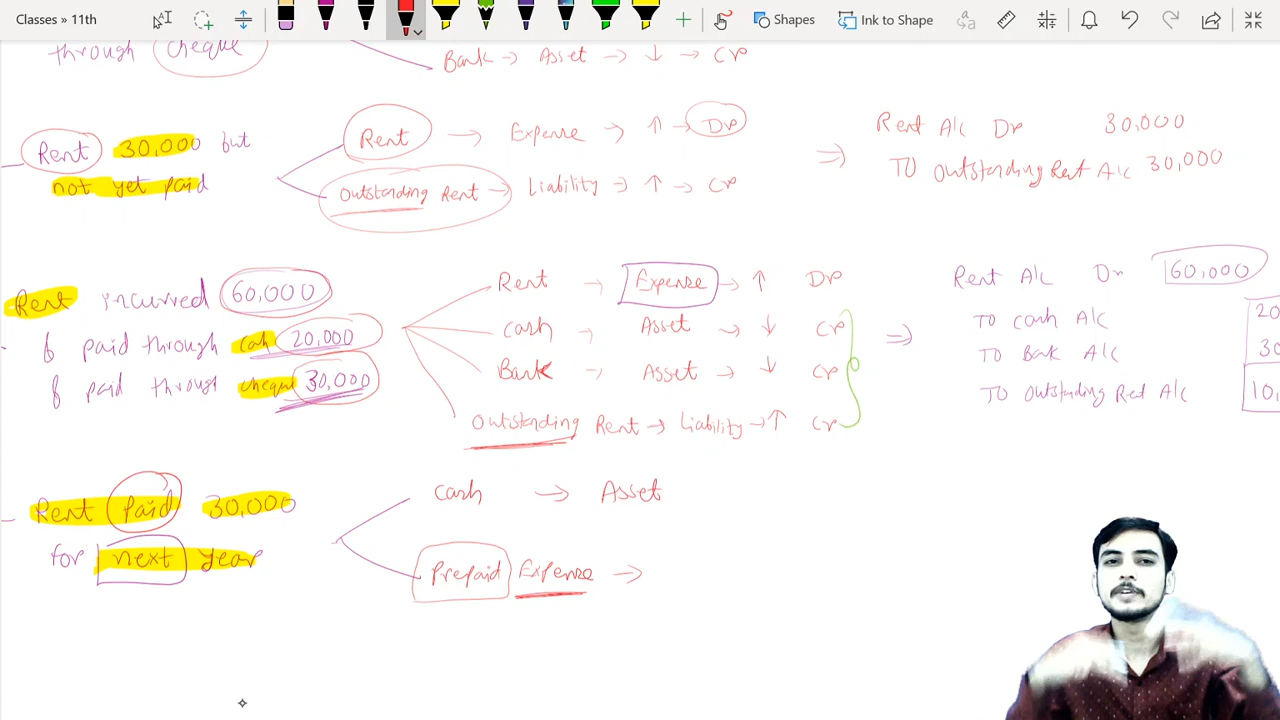 Classes » 11th
Shapes
Ink to Shape
through cheque
Bank → Asset → ↓ → Cr
Rent 30,000 but
not yet paid
Rent → Expense → ↑ → Dr
Outstanding Rent → Liability → ↑ → Cr
⇒ Rent A/c Dr 30,000
TO Outstanding Rent A/c 30,000
Rent incurred 60,000
& paid through cash 20,000
& paid through cheque 30,000
Rent → Expense → ↑ Dr
Cash → Asset → ↓ Cr
Bank → Asset → ↓ Cr
Outstanding Rent → Liability → ↑ Cr
⇒ Rent A/c Dr 60,000
TO Cash A/c 20
TO Bank A/c 30
TO Outstanding Rent A/c 10,
Rent Paid 30,000
for next year
Cash → Asset
Prepaid Expense →